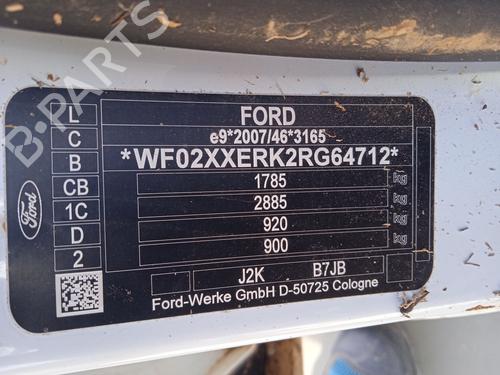 B-PARTS
FORD
L
e9*2007/46*3165
C
*WF02XXERK2RG64712*
B
1785 kg
CB
2885 kg
1C
920 kg
D
900 kg
2
J2K B7JB
Ford-Werke GmbH D-50725 Cologne
Ford